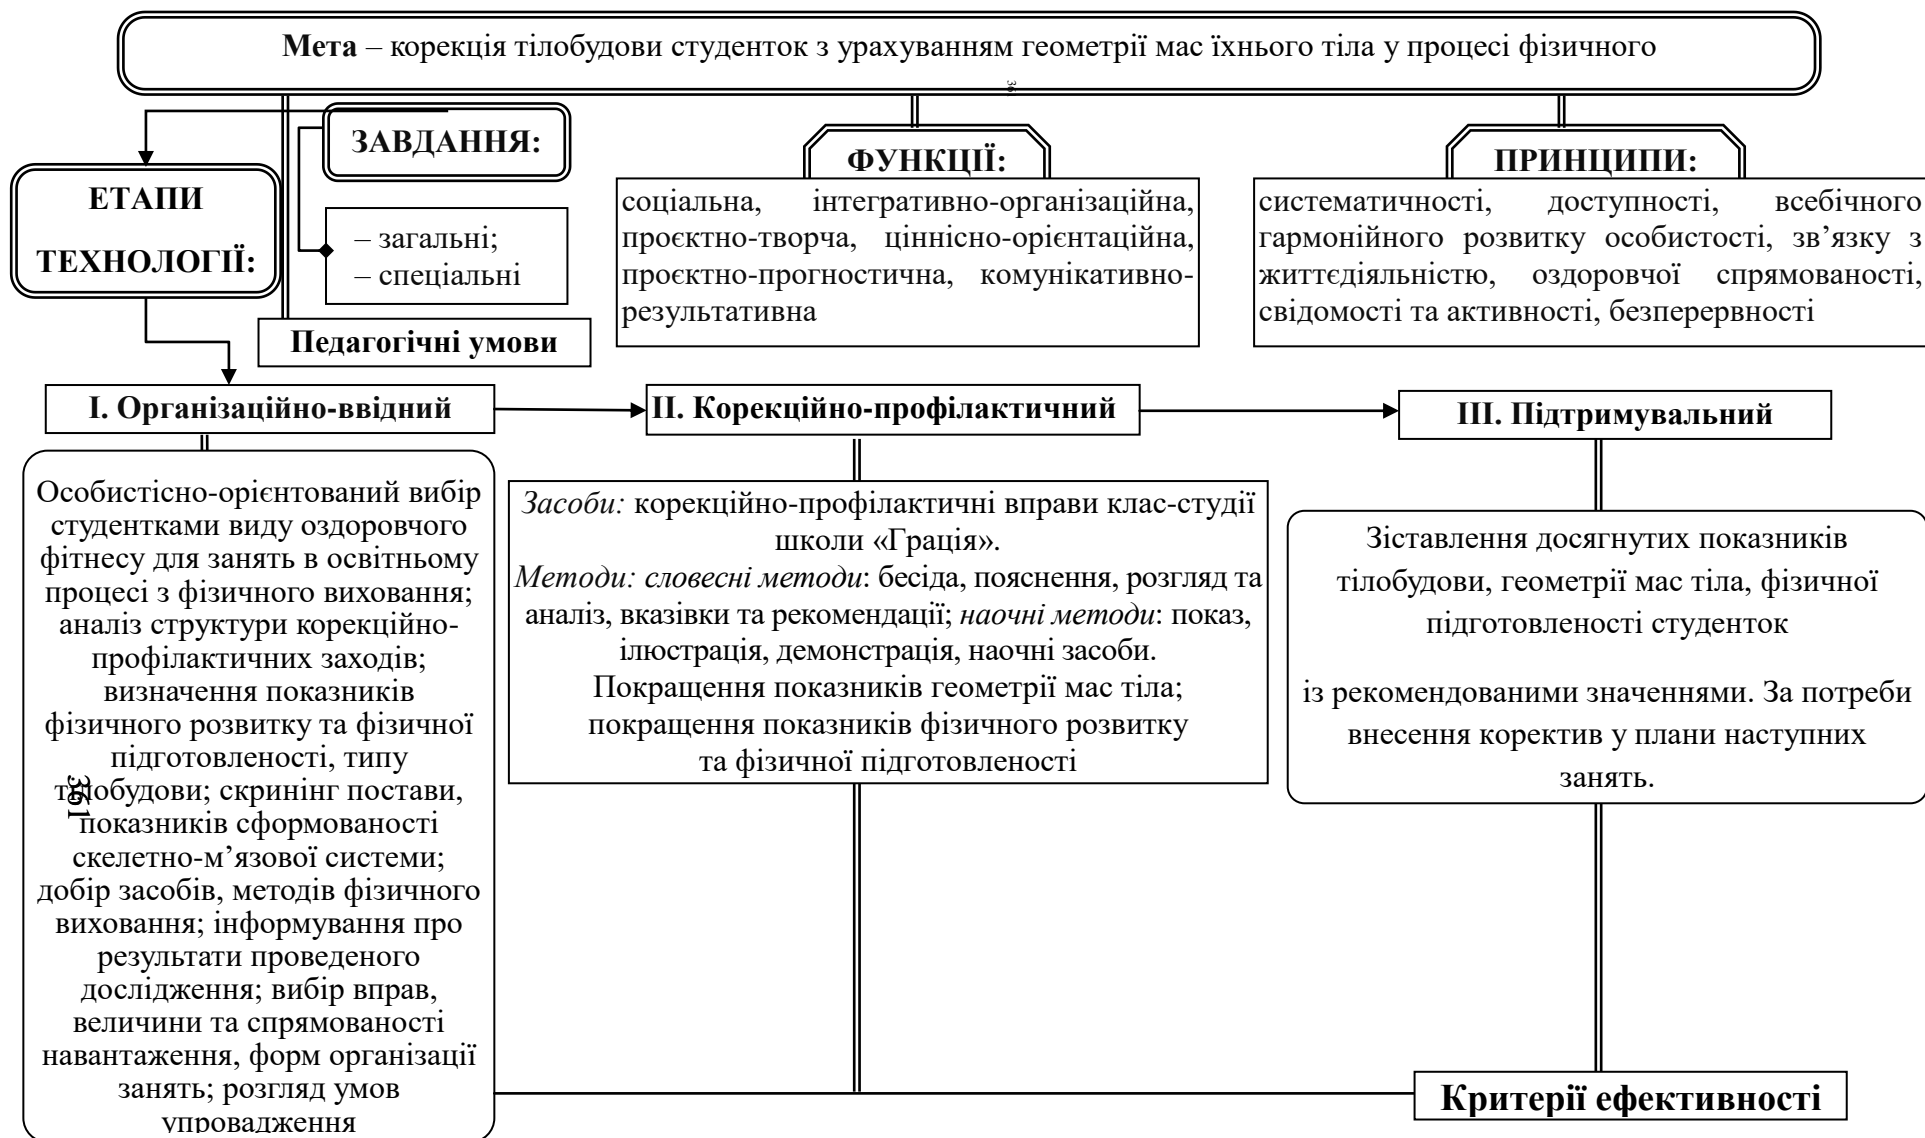 Мета – корекція тілобудови студенток з урахуванням геометрії мас їхнього тіла у процесі фізичного
ЗАВДАННЯ:
– загальні;
– спеціальні
ФУНКЦІЇ:
соціальна, інтегративно-організаційна,
проєктно-творча, ціннісно-орієнтаційна,
проєктно-прогностична, комунікативно-
результативна
ПРИНЦИПИ:
систематичності, доступності, всебічного
гармонійного розвитку особистості, зв’язку з
життєдіяльністю, оздоровчої спрямованості,
свідомості та активності, безперервності
ЕТАПИ
ТЕХНОЛОГІЇ:
Педагогічні умови
І. Організаційно-ввідний
ІІ. Корекційно-профілактичний
ІІІ. Підтримувальний
Особистісно-орієнтований вибір
студентками виду оздоровчого
фітнесу для занять в освітньому
процесі з фізичного виховання;
аналіз структури корекційно-
профілактичних заходів;
визначення показників
фізичного розвитку та фізичної
підготовленості, типу
тілобудови; скринінг постави,
показників сформованості
скелетно-м’язової системи;
добір засобів, методів фізичного
виховання; інформування про
результати проведеного
дослідження; вибір вправ,
величини та спрямованості
навантаження, форм організації
занять; розгляд умов
упровадження
361
Засоби: корекційно-профілактичні вправи клас-студії
школи «Грація».
Методи: словесні методи: бесіда, пояснення, розгляд та
аналіз, вказівки та рекомендації; наочні методи: показ,
ілюстрація, демонстрація, наочні засоби.
Покращення показників геометрії мас тіла;
покращення показників фізичного розвитку
та фізичної підготовленості
Зіставлення досягнутих показників
тілобудови, геометрії мас тіла, фізичної
підготовленості студенток
із рекомендованими значеннями. За потреби
внесення коректив у плани наступних
занять.
Критерії ефективності